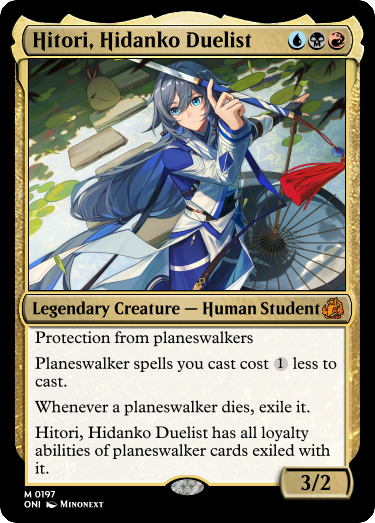 Hitori, Hidanko Duelist
Legendary Creature — Human Student
Protection from planeswalkers
Planeswalker spells you cast cost 1 less to
cast.
Whenever a planeswalker dies, exile it.
Hitori, Hidanko Duelist has all loyalty
abilities of planeswalker cards exiled with
it.
3/2
M 0197
ONI Minonext